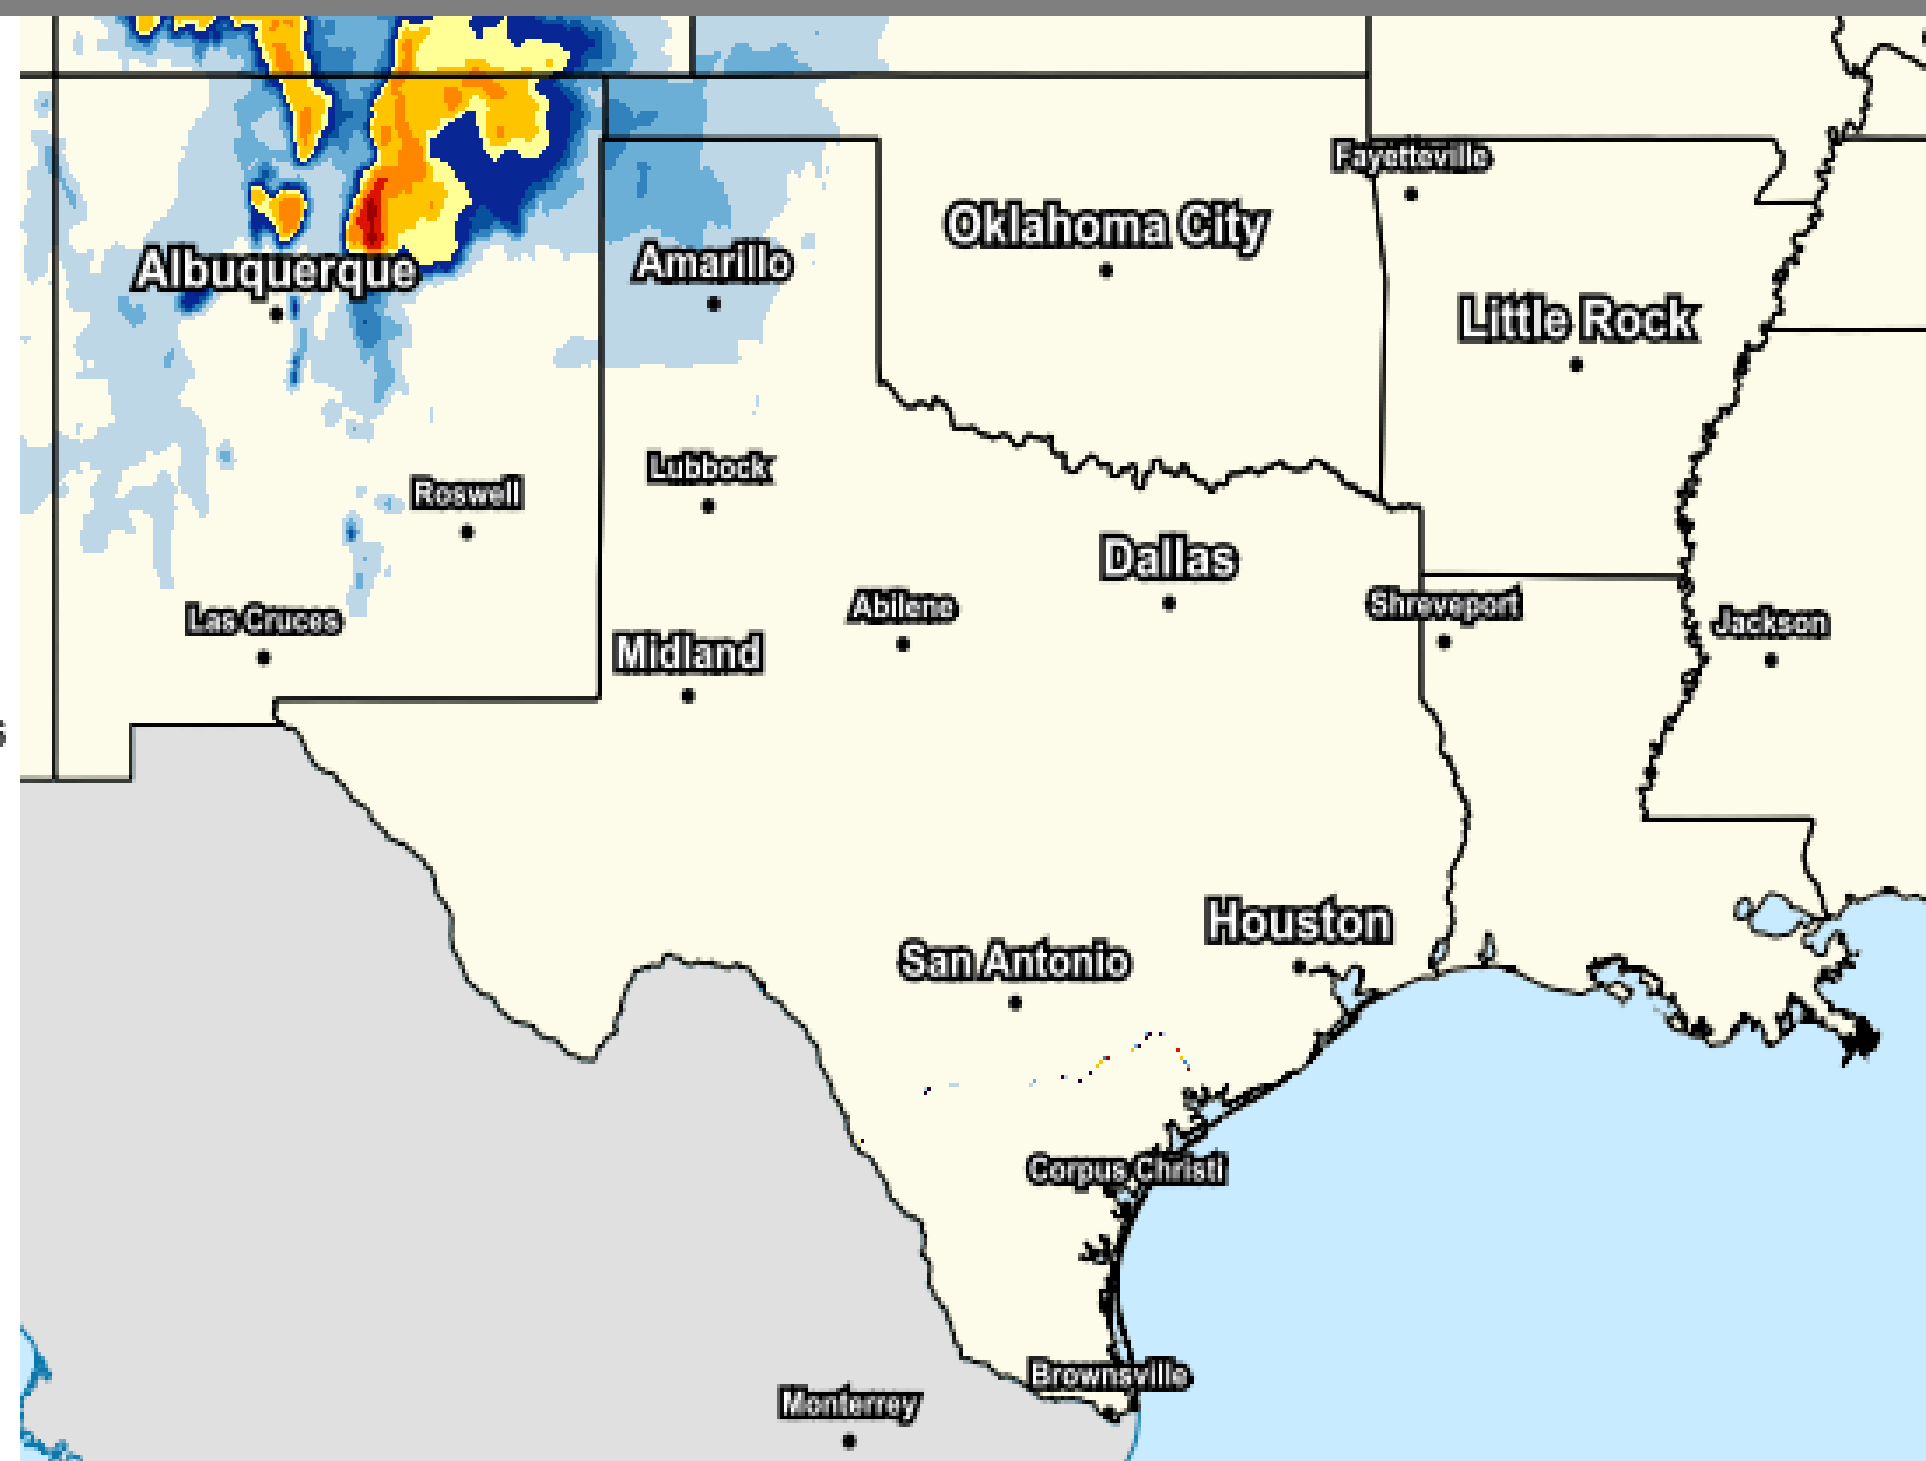 Fayetteville
Oklahoma City
Albuquerque
Amarillo
Little Rock
Lubbock
Roswell
Dallas
Abilene
Shreveport
Las Cruces
Jackson
Midland
Houston
San Antonio
Corpus Christi
Brownsville
Monterrey